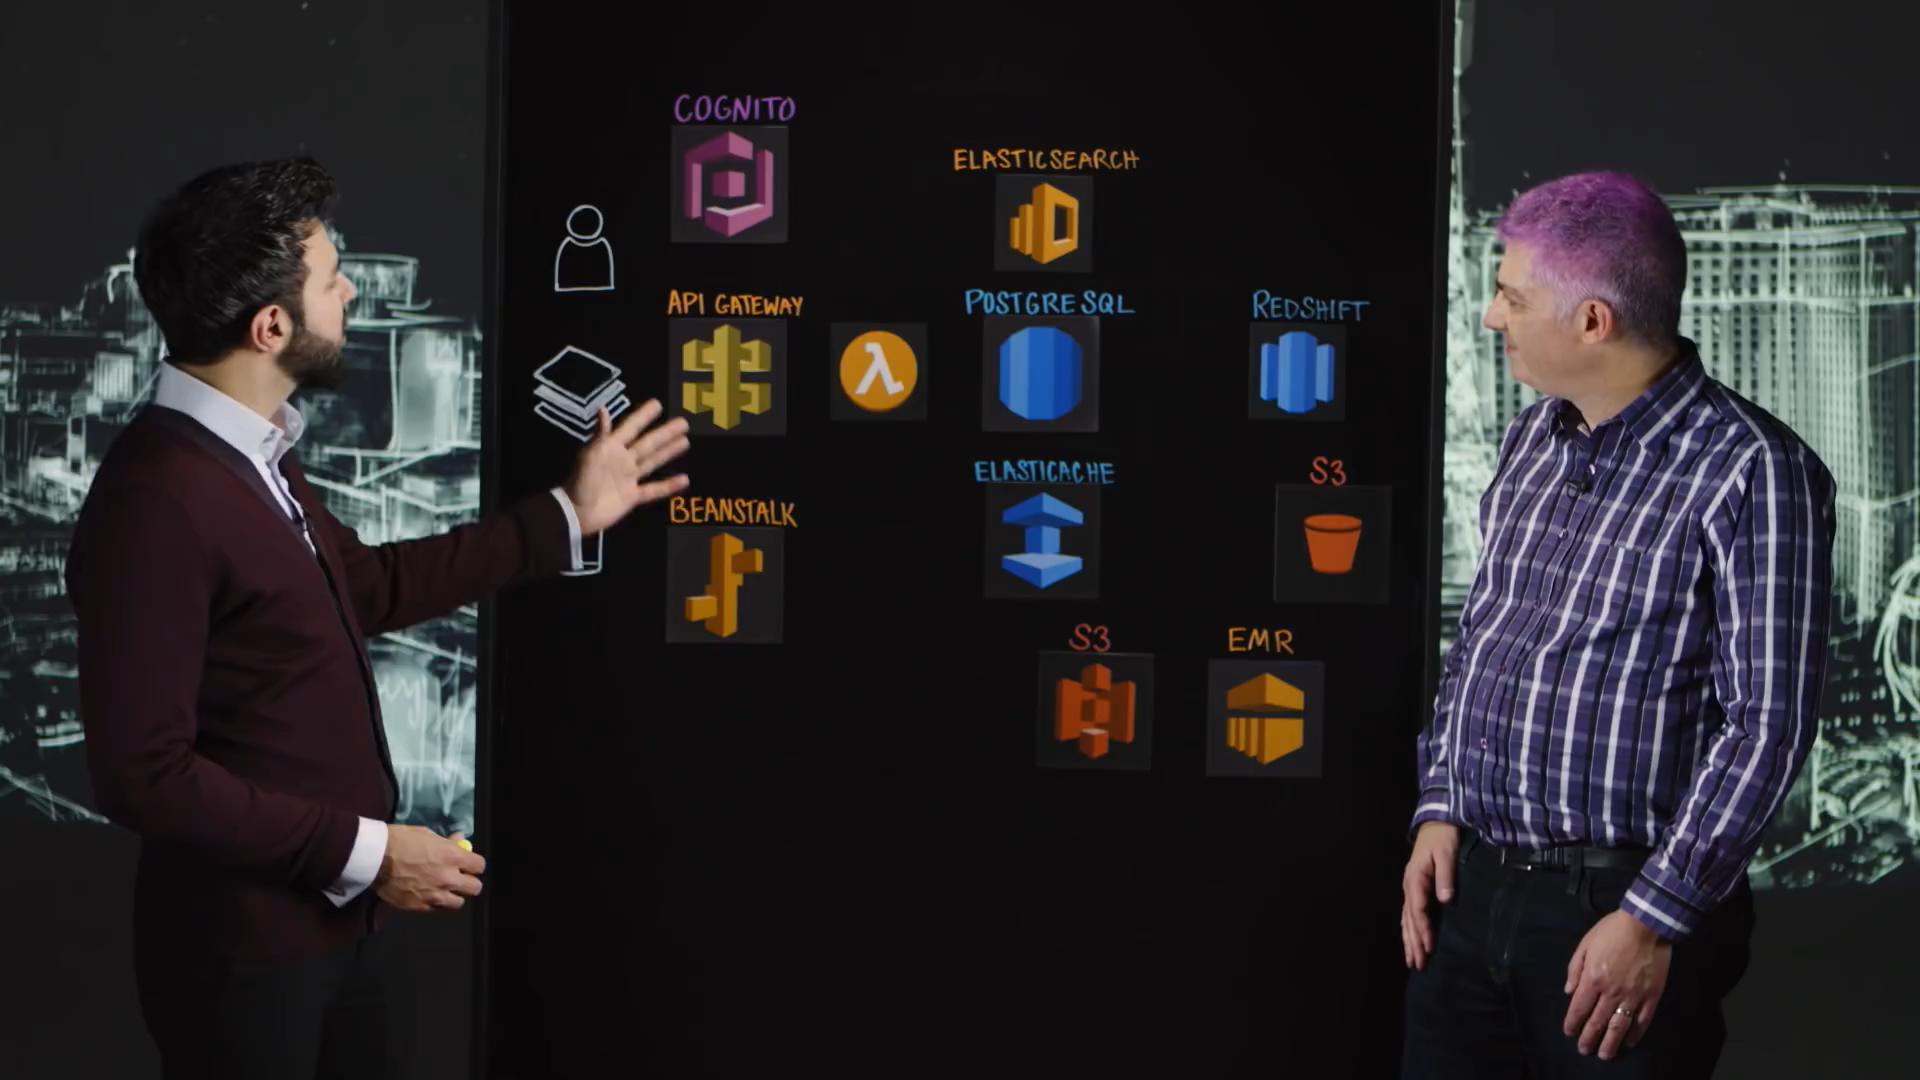 COGNITO
ELASTICSEARCH
API GATEWAY
λ
POSTGRESQL
REDSHIFT
ELASTICACHE
S3
BEANSTALK
S3
EMR